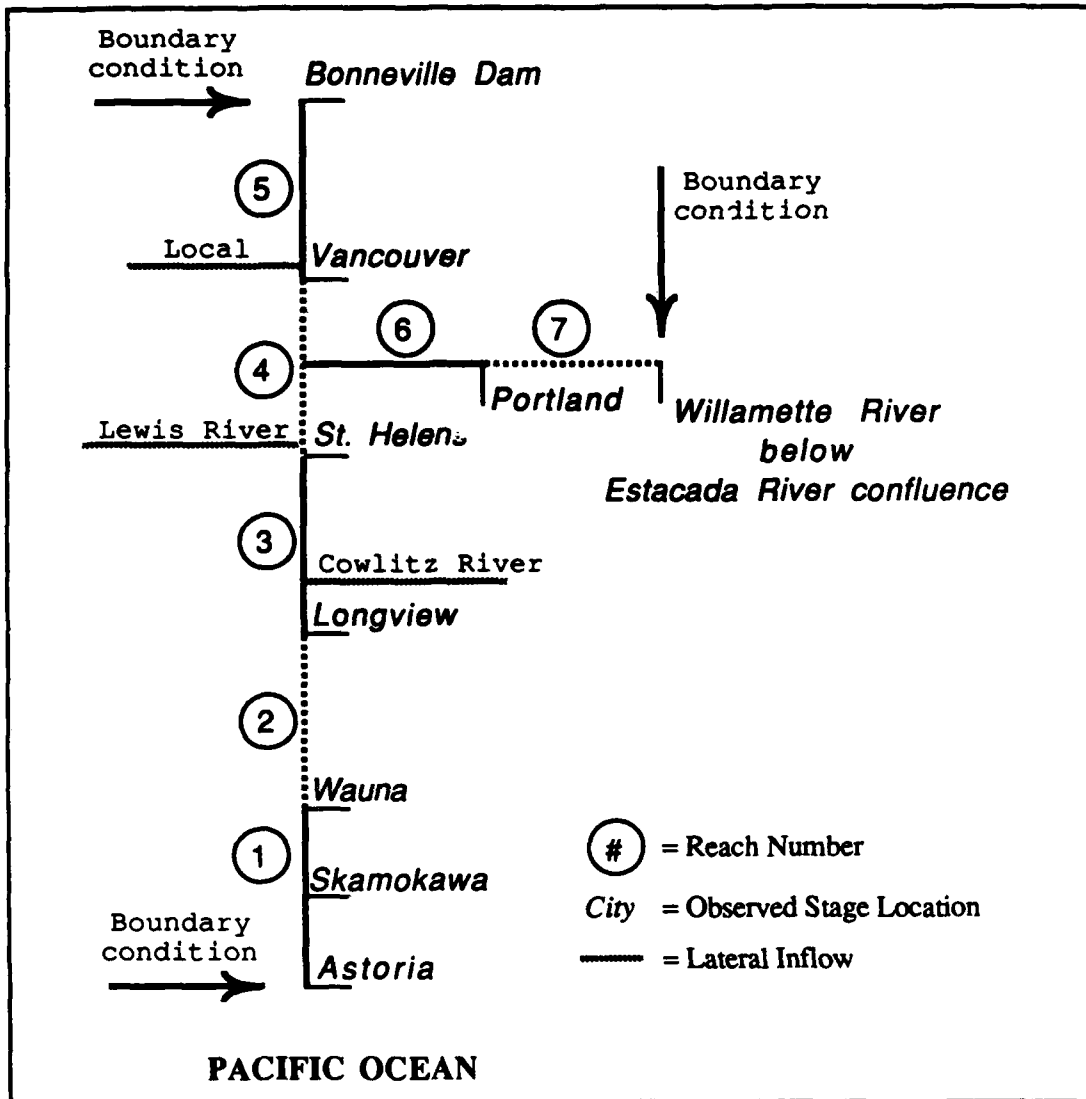 Boundary
condition
Bonneville Dam
5
Boundary
condition
Local
Vancouver
6
7
4
Portland
Willamette River
below
Estacada River confluence
Lewis River
St. Helens
3
Cowlitz River
Longview
2
Wauna
1
Skamokawa
# = Reach Number
City = Observed Stage Location
= Lateral Inflow
Boundary
condition
Astoria
PACIFIC OCEAN